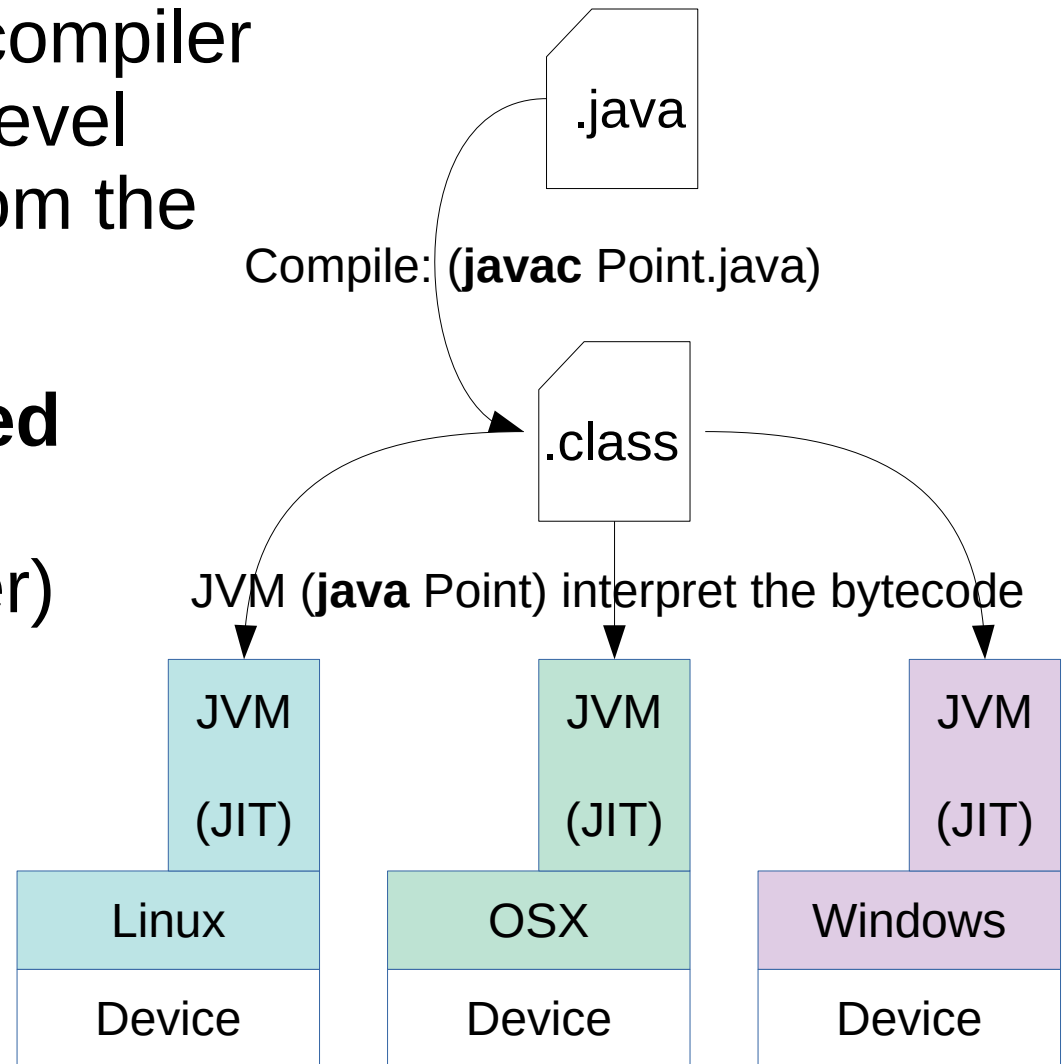 compiler
evel
om the
ed
er)
.java
Compile: (javac Point.java)
.class
JVM (java Point) interpret the bytecode
JVM JVM JVM
(JIT) (JIT) (JIT)
Linux OSX Windows
Device Device Device